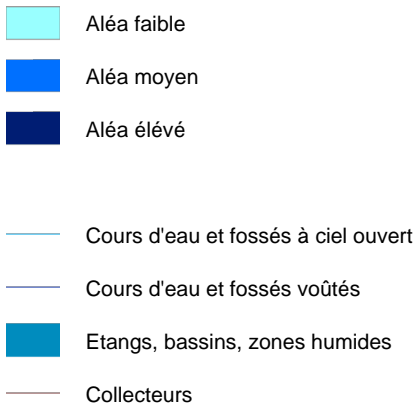 Aléa faible
Aléa moyen
Aléa élévé
Cours d'eau et fossés à ciel ouvert
Cours d'eau et fossés voûtés
Etangs, bassins, zones humides
Collecteurs